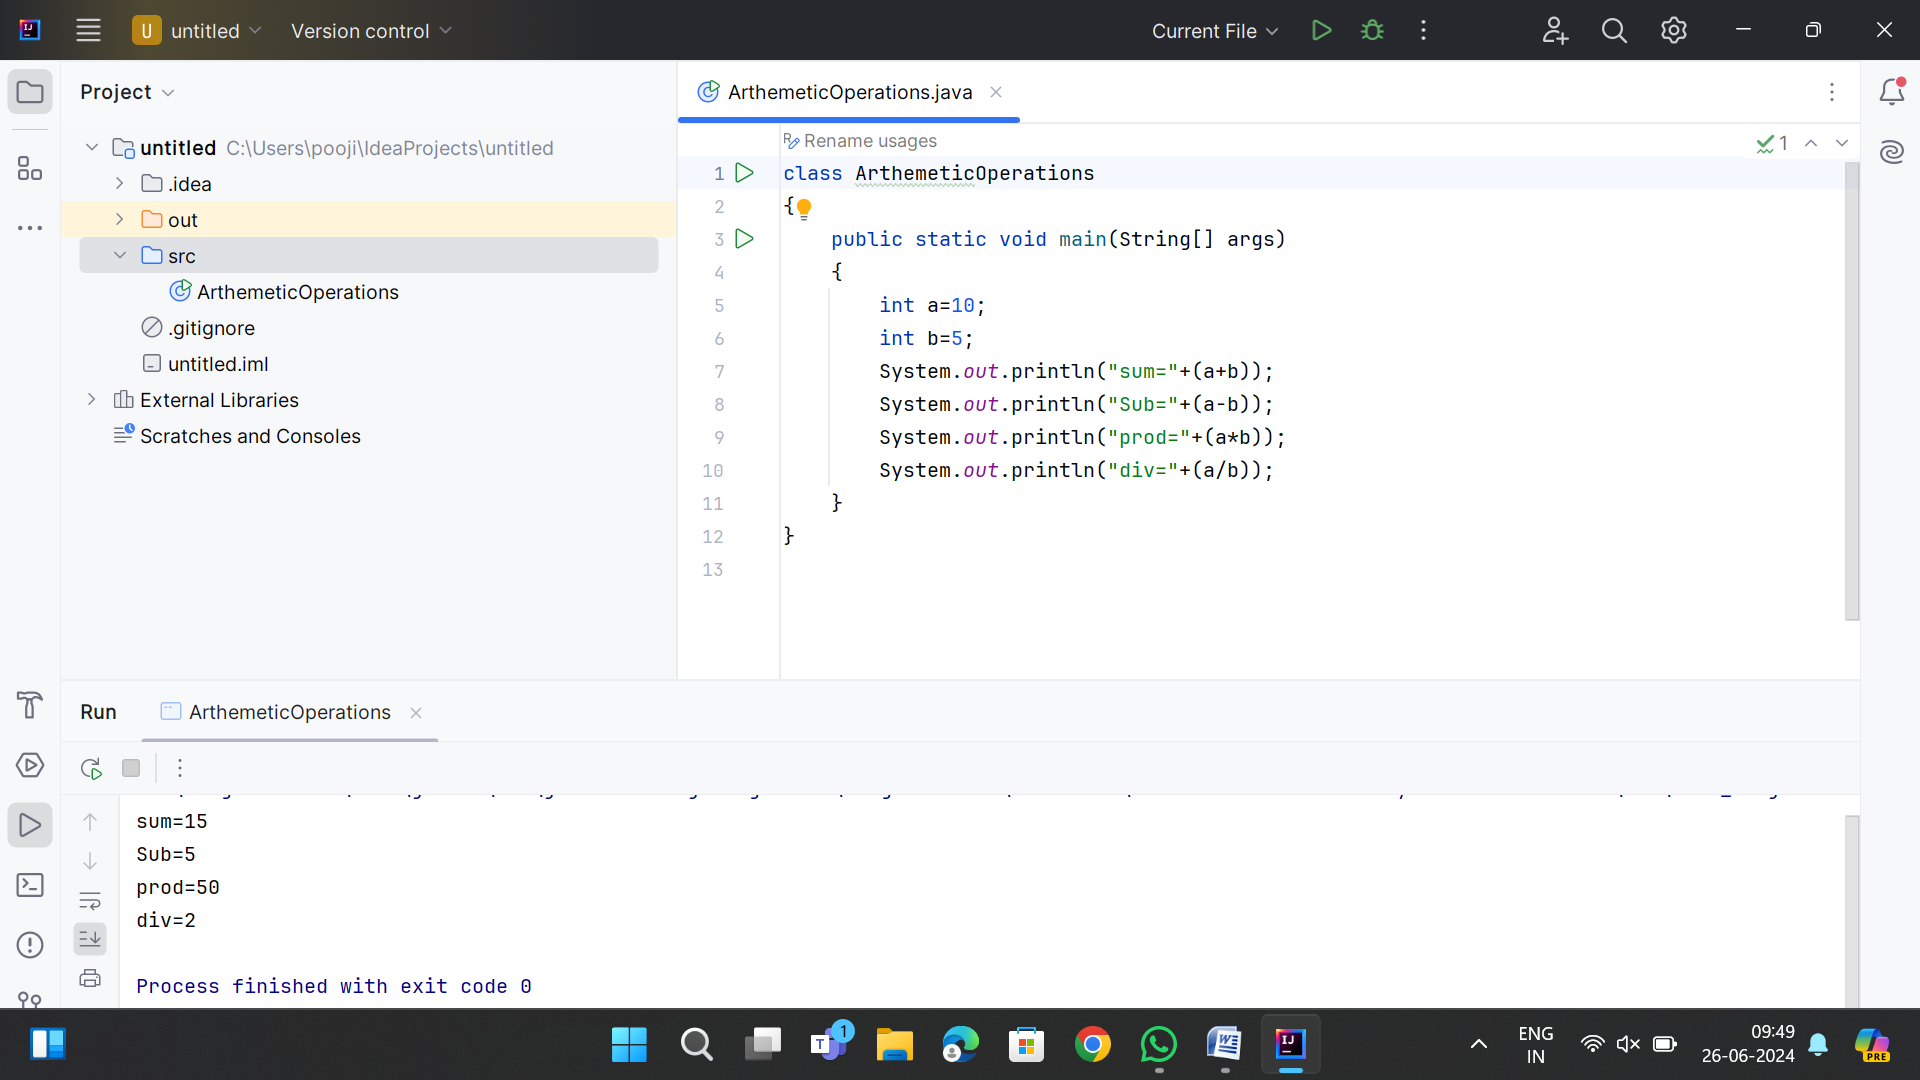 U untitled Version control Current File
Project
ArthemeticOperations.java
untitled C:\Users\pooji\IdeaProjects\untitled
.idea
out
src
ArthemeticOperations
.gitignore
untitled.iml
External Libraries
Scratches and Consoles
Rename usages
1
1 class ArthemeticOperations
2 {
3 public static void main(String[] args)
4 {
5 int a=10;
6 int b=5;
7 System.out.println("sum="+(a+b));
8 System.out.println("Sub="+(a-b));
9 System.out.println("prod="+(a*b));
10 System.out.println("div="+(a/b));
11 }
12 }
13
Run ArthemeticOperations
sum=15
Sub=5
prod=50
div=2
Process finished with exit code 0
1
ENG
IN
09:49
26-06-2024
PRE